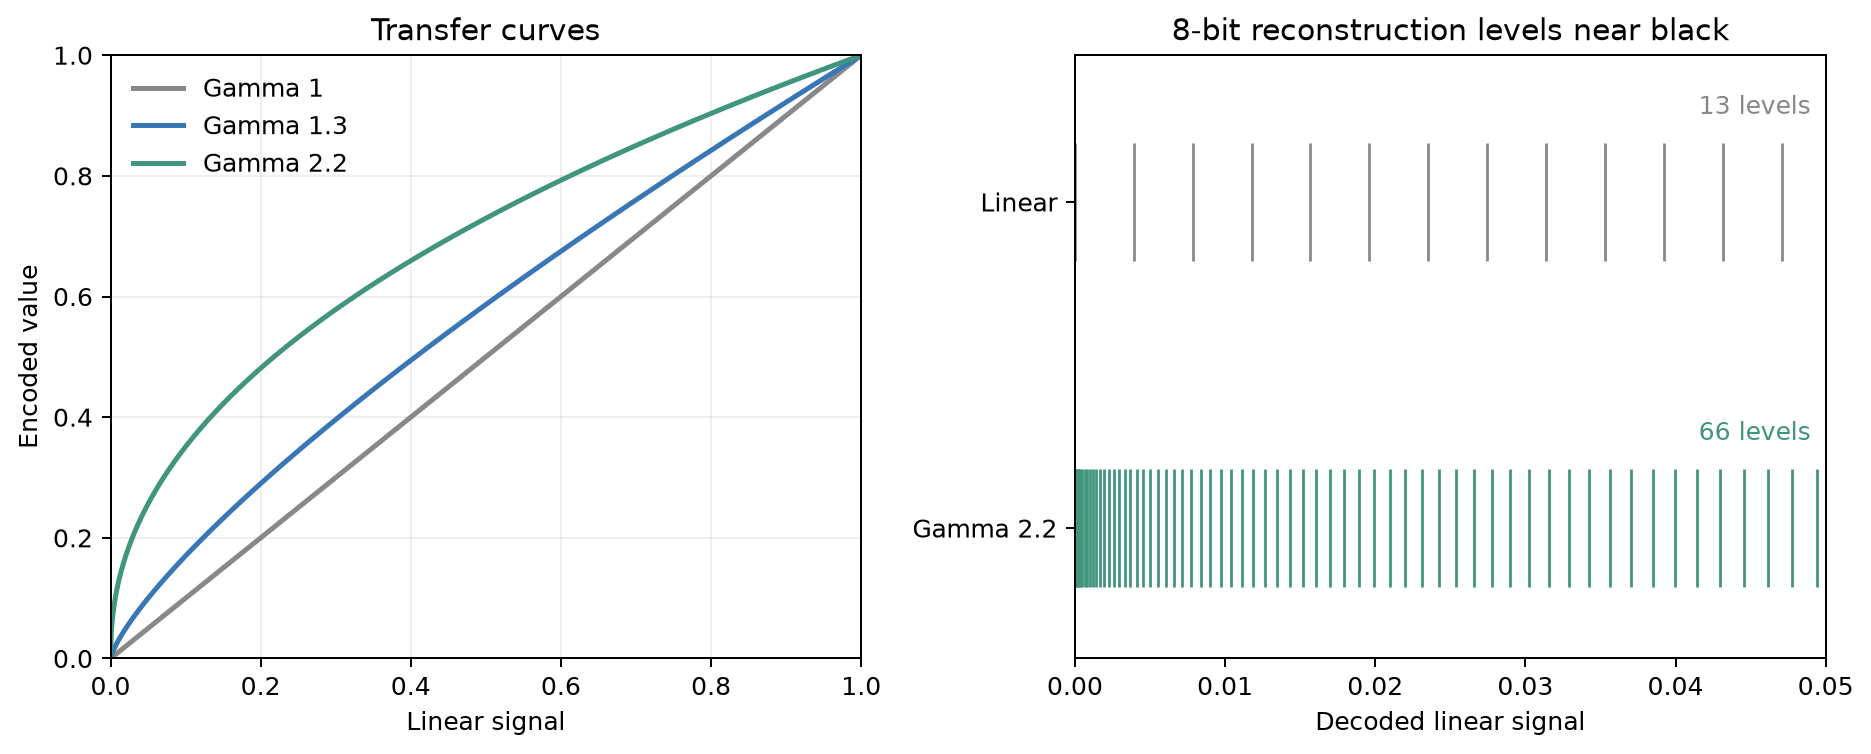 Transfer curves
Gamma 1
Gamma 1.3
Gamma 2.2
1.0
0.8
0.6
0.4
0.2
0.0
Encoded value
0.0 0.2 0.4 0.6 0.8 1.0
Linear signal
8-bit reconstruction levels near black
13 levels
Linear
66 levels
Gamma 2.2
0.00 0.01 0.02 0.03 0.04 0.05
Decoded linear signal